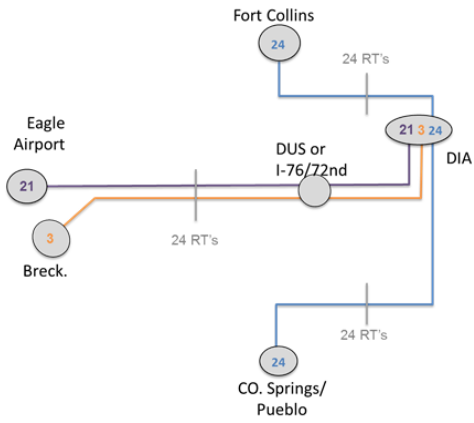 Fort Collins
24
24 RT's
21 3 24
DIA
Eagle
Airport
DUS or
I-76/72nd
21
3
Breck.
24 RT's
24 RT's
24
CO. Springs/
Pueblo